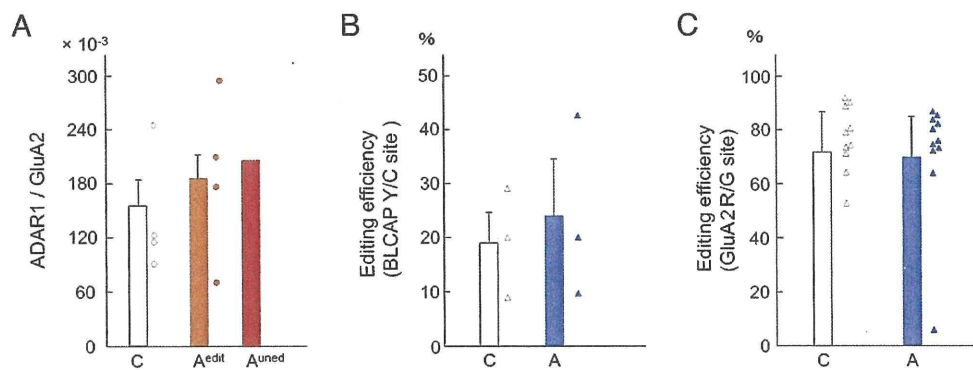 A
× 10-3
300
240
180
120
60
0
ADAR1 / GluA2
C
Aedit
Auned
B
%
50
40
30
20
10
0
Editing efficiency
(BLCAP Y/C site)
C
A
C
%
100
80
60
40
20
0
Editing efficiency
(GluA2 R/G site)
C
A